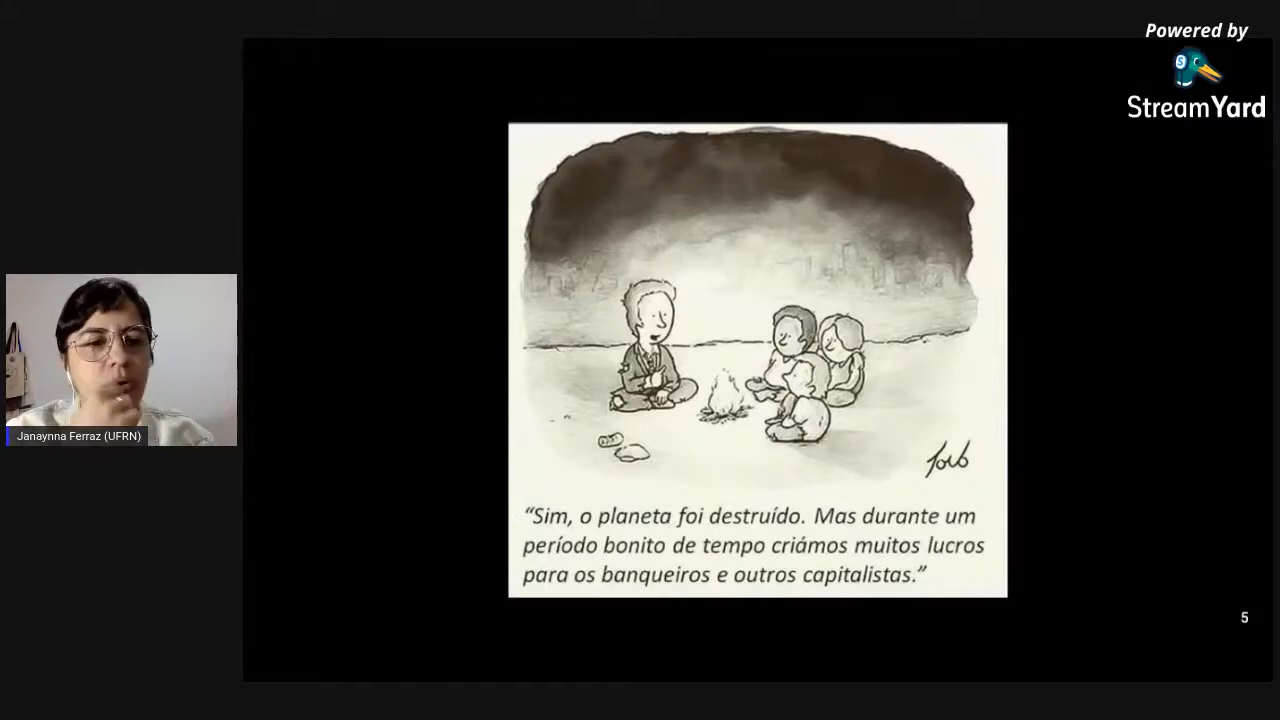 Powered by
StreamYard
Janaynna Ferraz (UFRN)
“Sim, o planeta foi destruído. Mas durante um
período bonito de tempo criámos muitos lucros
para os banqueiros e outros capitalistas.”
5